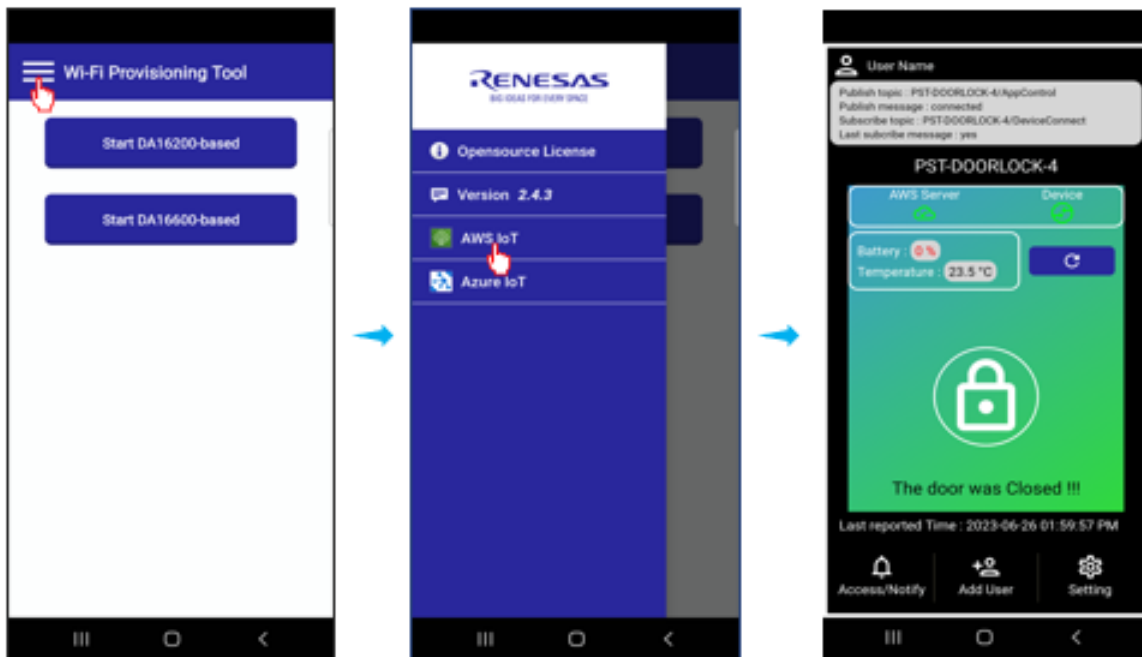 Wi-Fi Provisioning Tool
Start DA16200-based
Start DA16600-based
RENESAS
BIG IDEAS FOR EVERY SPACE
Opensource License
Version 2.4.3
AWS IoT
Azure IoT
User Name
Publish topic : PST-DOORLOCK-4/AppControl
Publish message : connected
Subscribe topic : PST-DOORLOCK-4/DeviceConnect
Last subcribe message : yes
PST-DOORLOCK-4
AWS Server Device
Battery : 0 %
Temperature : 23.5 °C
The door was Closed !!!
Last reported Time : 2023-06-26 01:59:57 PM
Access/Notify Add User Setting